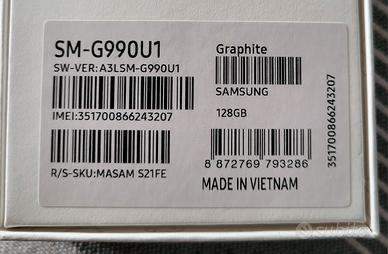 SM-G990U1
SW-VER:A3LSM-G990U1
IMEI:351700866243207
R/S-SKU:MASAM S21FE
Graphite
SAMSUNG
128GB
8 872769 793286
MADE IN VIETNAM
351700866243207
subito